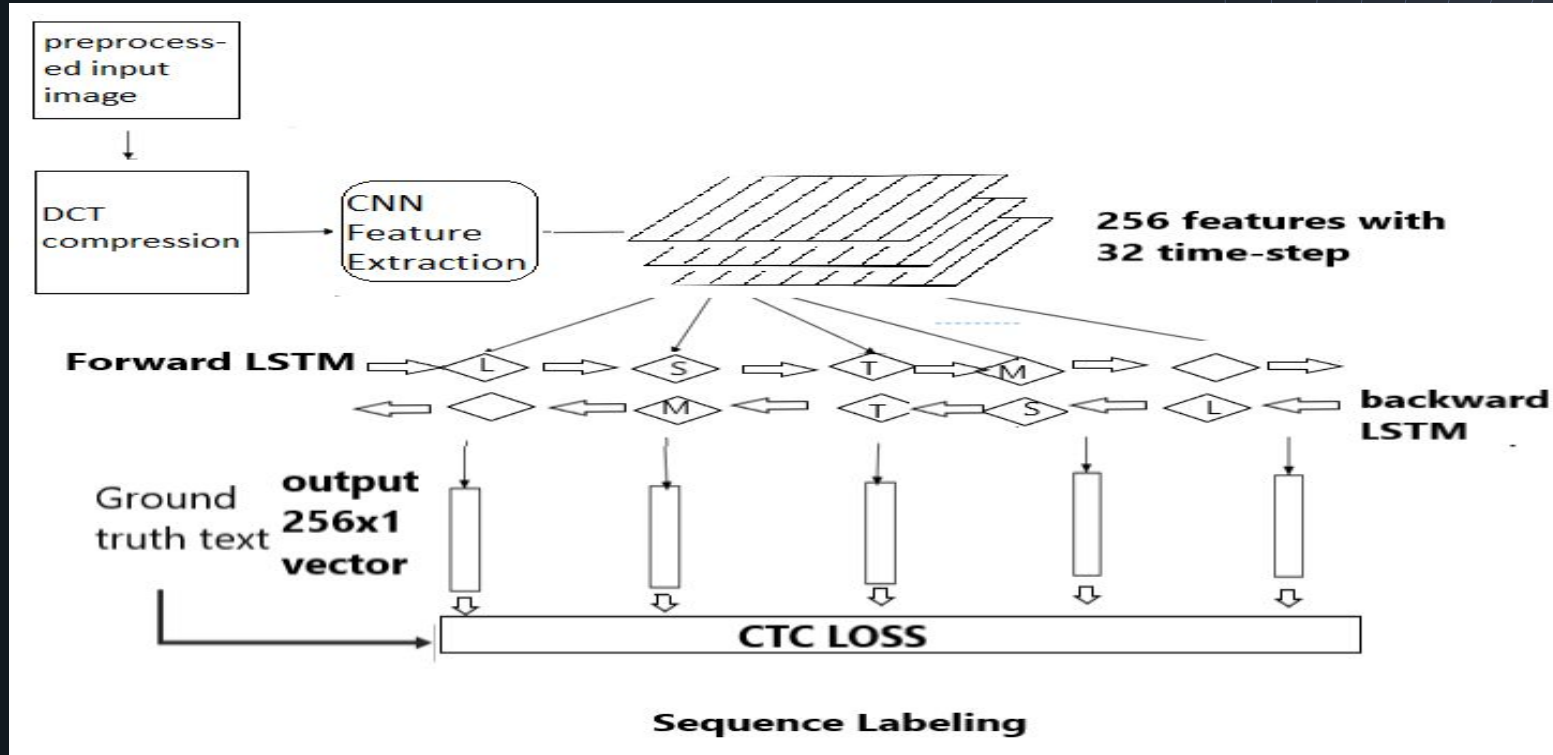 preprocess-
ed input
image
DCT
compression
CNN
Feature
Extraction
256 features with
32 time-step
Forward LSTM
L S T M
M T S L
backward
LSTM
Ground
truth text
output
256x1
vector
CTC LOSS
Sequence Labeling